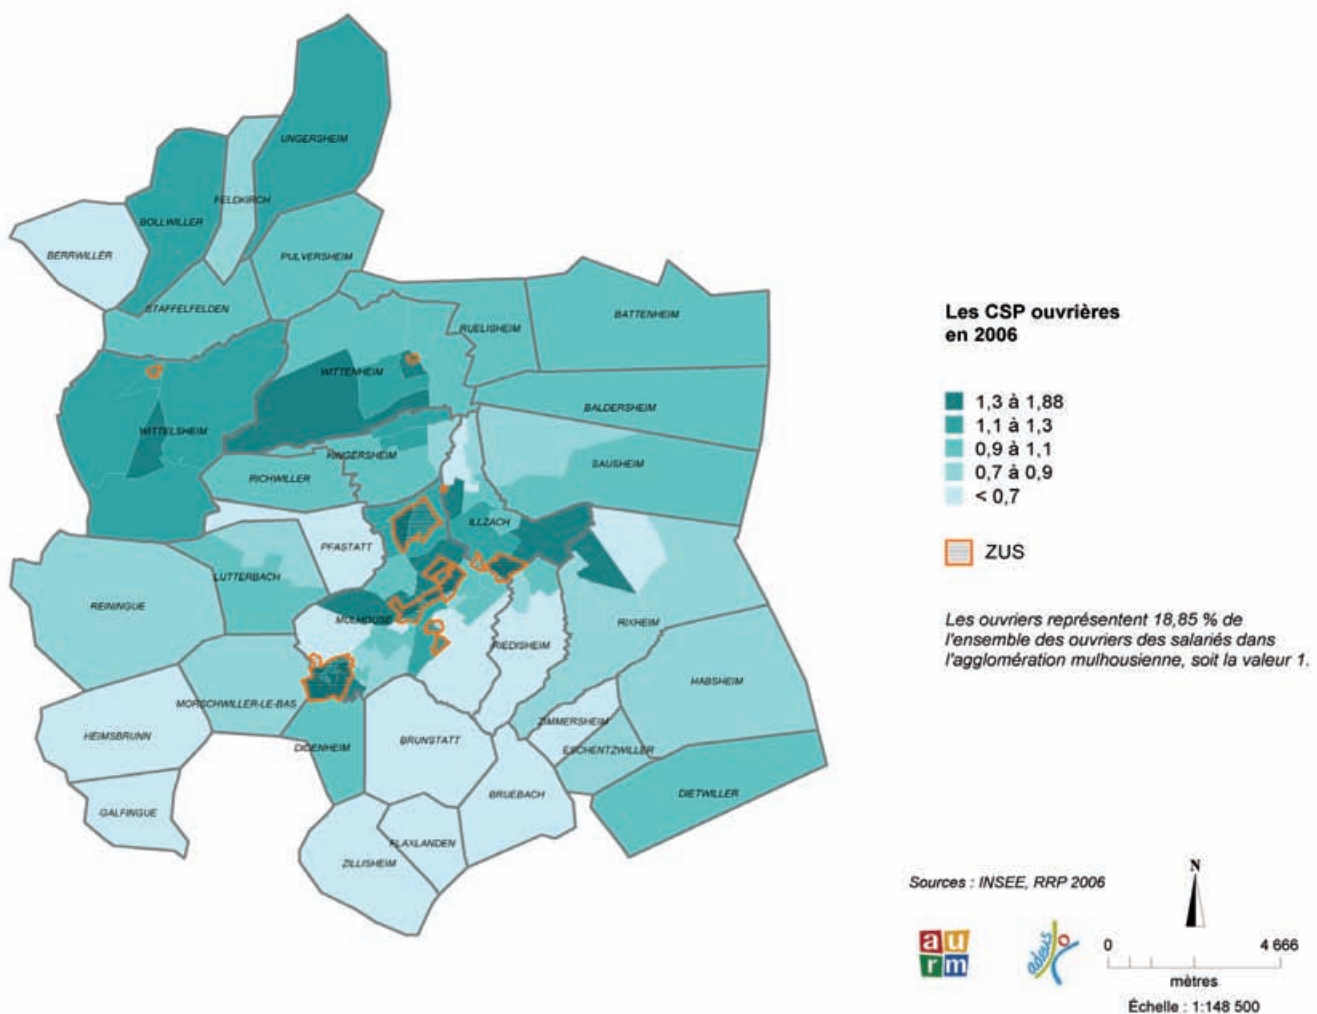 UNGERSHEIM
FELDKIRCH
BOLLWILLER
BERRWILLER
PULVERSHEIM
STAFFELFELDEN
BATTENHEIM
RUELISHEIM
WITTENHEIM
BALDERSHEIM
WITTELSHEIM
KINGERSHEIM
SAUSHEIM
RICHWILLER
ILLZACH
PFASTATT
LUTTERBACH
REININGUE
MULHOUSE
RIXHEIM
RIEDISHEIM
HABSHEIM
MORSCHWILLER-LE-BAS
ZIMMERSHEIM
HEIMSBRUNN
BRUNSTATT
DIDENHEIM
ESCHENTZWILLER
DIETWILLER
BRUEBACH
GALFINGUE
FLAXLANDEN
ZILLISHEIM
Les CSP ouvrières
en 2006
1,3 à 1,88
1,1 à 1,3
0,9 à 1,1
0,7 à 0,9
< 0,7
ZUS
Les ouvriers représentent 18,85 % de
l'ensemble des ouvriers des salariés dans
l'agglomération mulhousienne, soit la valeur 1.
Sources : INSEE, RRP 2006
N
au
rm
adeus
0 4 666
mètres
Échelle : 1:148 500